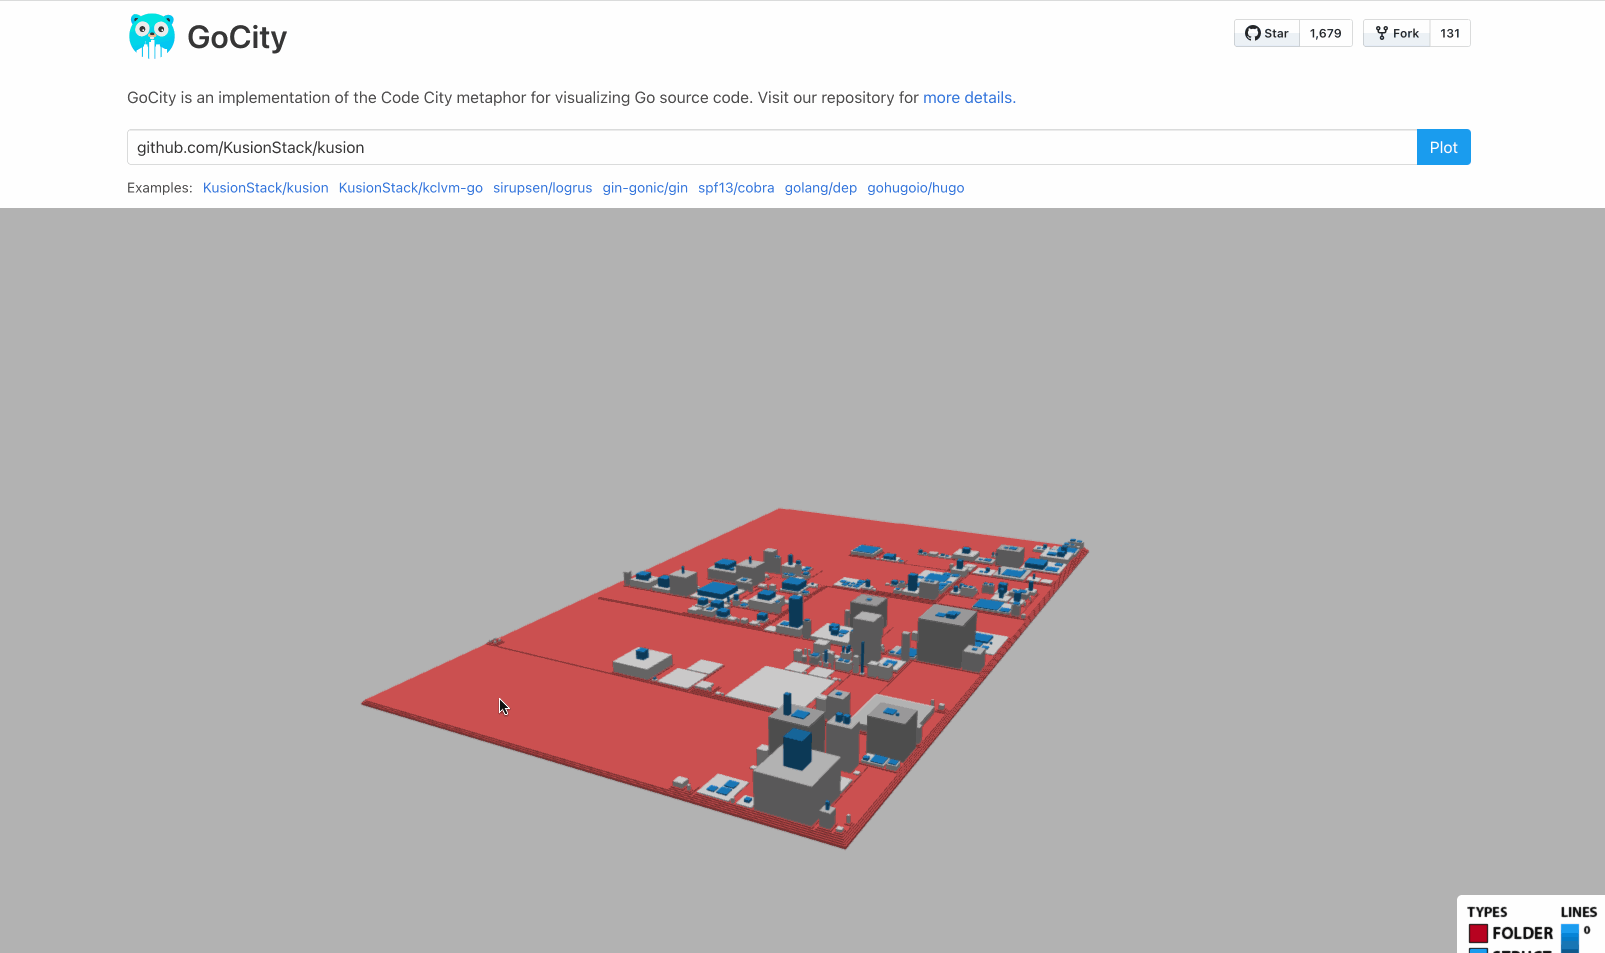 GoCity
Star 1,679 Fork 131
GoCity is an implementation of the Code City metaphor for visualizing Go source code. Visit our repository for more details.
github.com/KusionStack/kusion Plot
Examples: KusionStack/kusion KusionStack/kclvm-go sirupsen/logrus gin-gonic/gin spf13/cobra golang/dep gohugoio/hugo
TYPES LINES
FOLDER 0